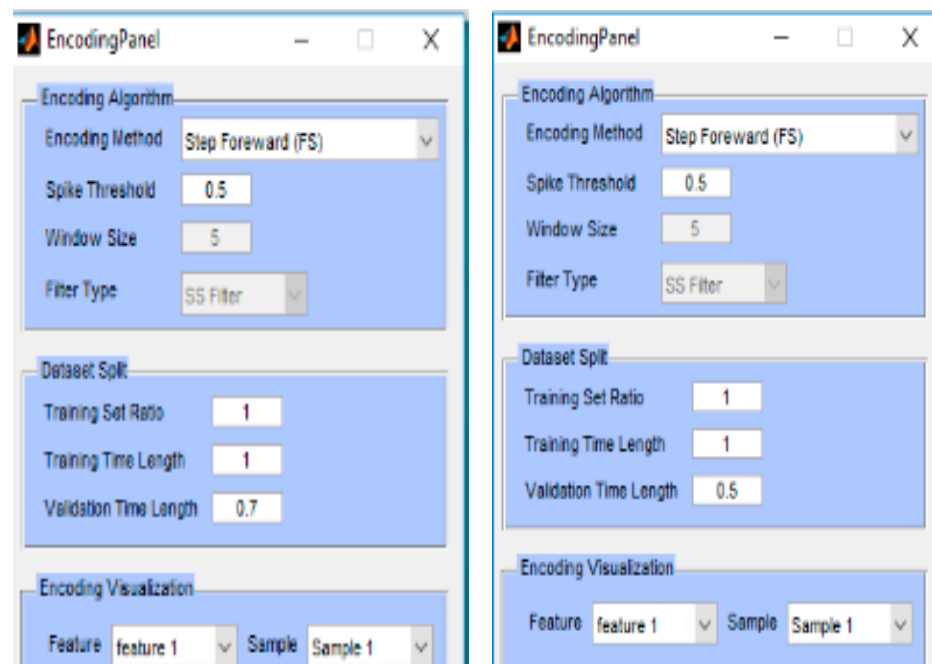 EncodingPanel
Encoding Algorithm
Encoding Method Step Foreward (FS)
Spike Threshold 0.5
Window Size 5
Filter Type SS Filter
Dataset Split
Training Set Ratio 1
Training Time Length 1
Validation Time Length 0.7
Encoding Visualization
Feature feature 1 Sample Sample 1
EncodingPanel
Encoding Algorithm
Encoding Method Step Foreward (FS)
Spike Threshold 0.5
Window Size 5
Filter Type SS Filter
Dataset Split
Training Set Ratio 1
Training Time Length 1
Validation Time Length 0.5
Encoding Visualization
Feature feature 1 Sample Sample 1